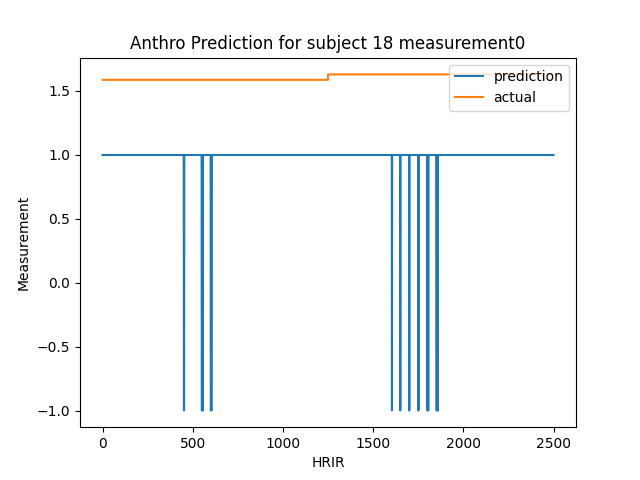 Anthro Prediction for subject 18 measurement0
prediction
actual
1.5
1.0
0.5
0.0
−0.5
−1.0
Measurement
0 500 1000 1500 2000 2500
HRIR